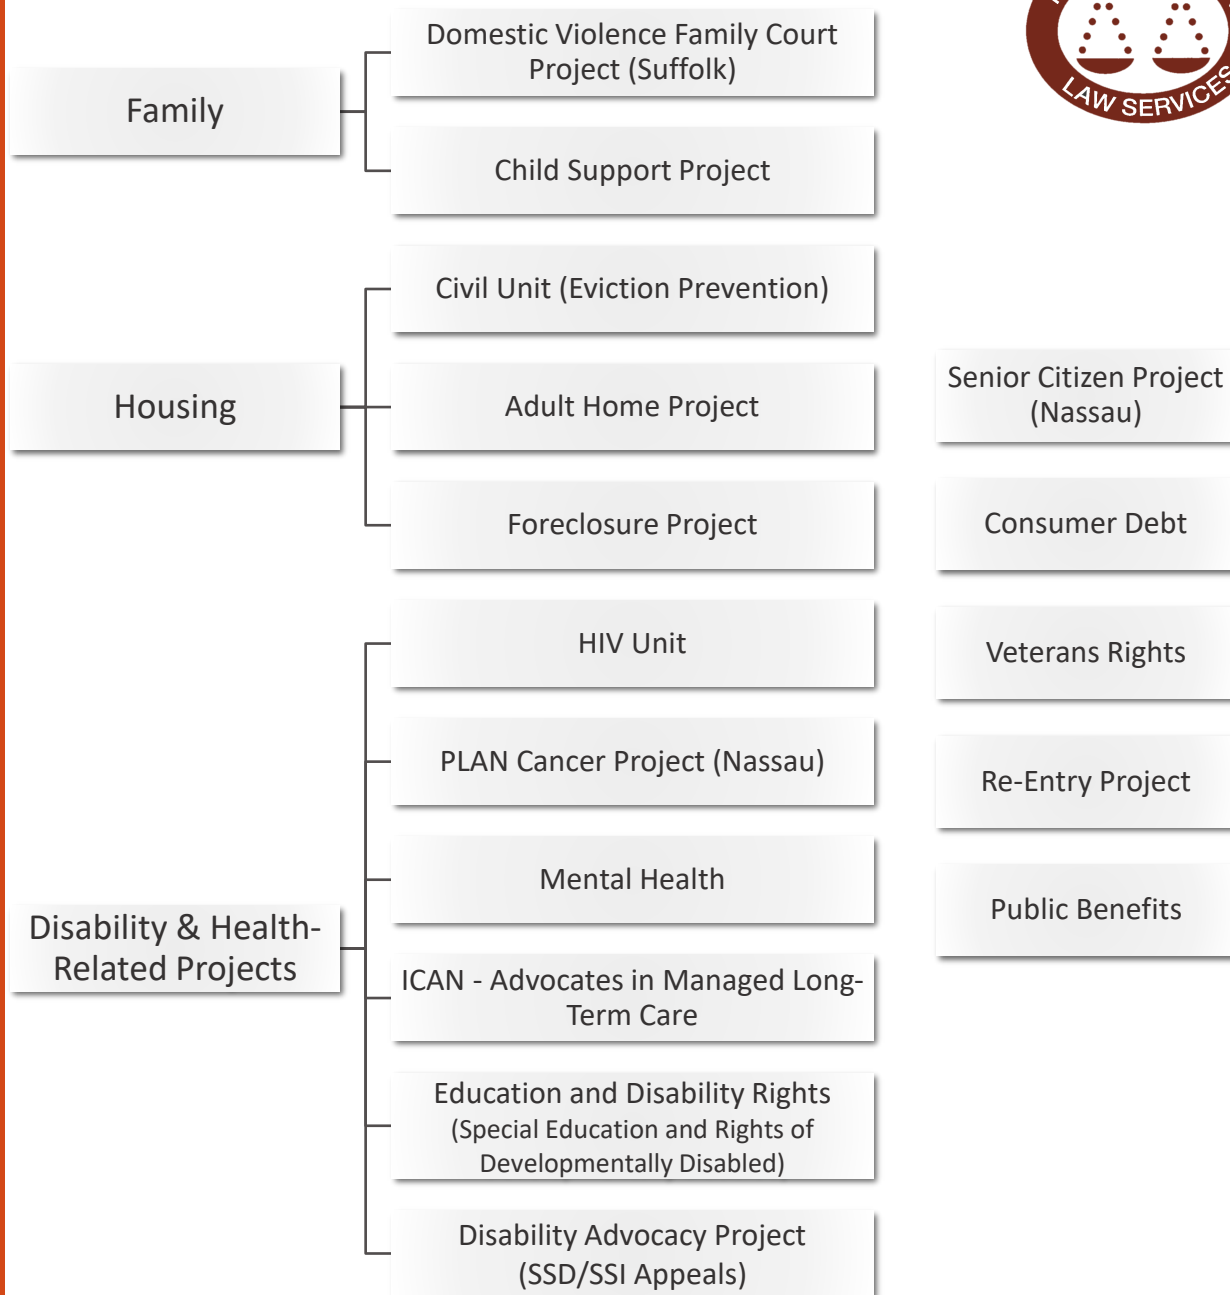 Family
Domestic Violence Family Court
Project (Suffolk)
Child Support Project
Housing
Civil Unit (Eviction Prevention)
Adult Home Project
Foreclosure Project
Disability & Health-
Related Projects
HIV Unit
PLAN Cancer Project (Nassau)
Mental Health
ICAN - Advocates in Managed Long-
Term Care
Education and Disability Rights
(Special Education and Rights of
Developmentally Disabled)
Disability Advocacy Project
(SSD/SSI Appeals)
LAW SERVICES
Senior Citizen Project
(Nassau)
Consumer Debt
Veterans Rights
Re-Entry Project
Public Benefits